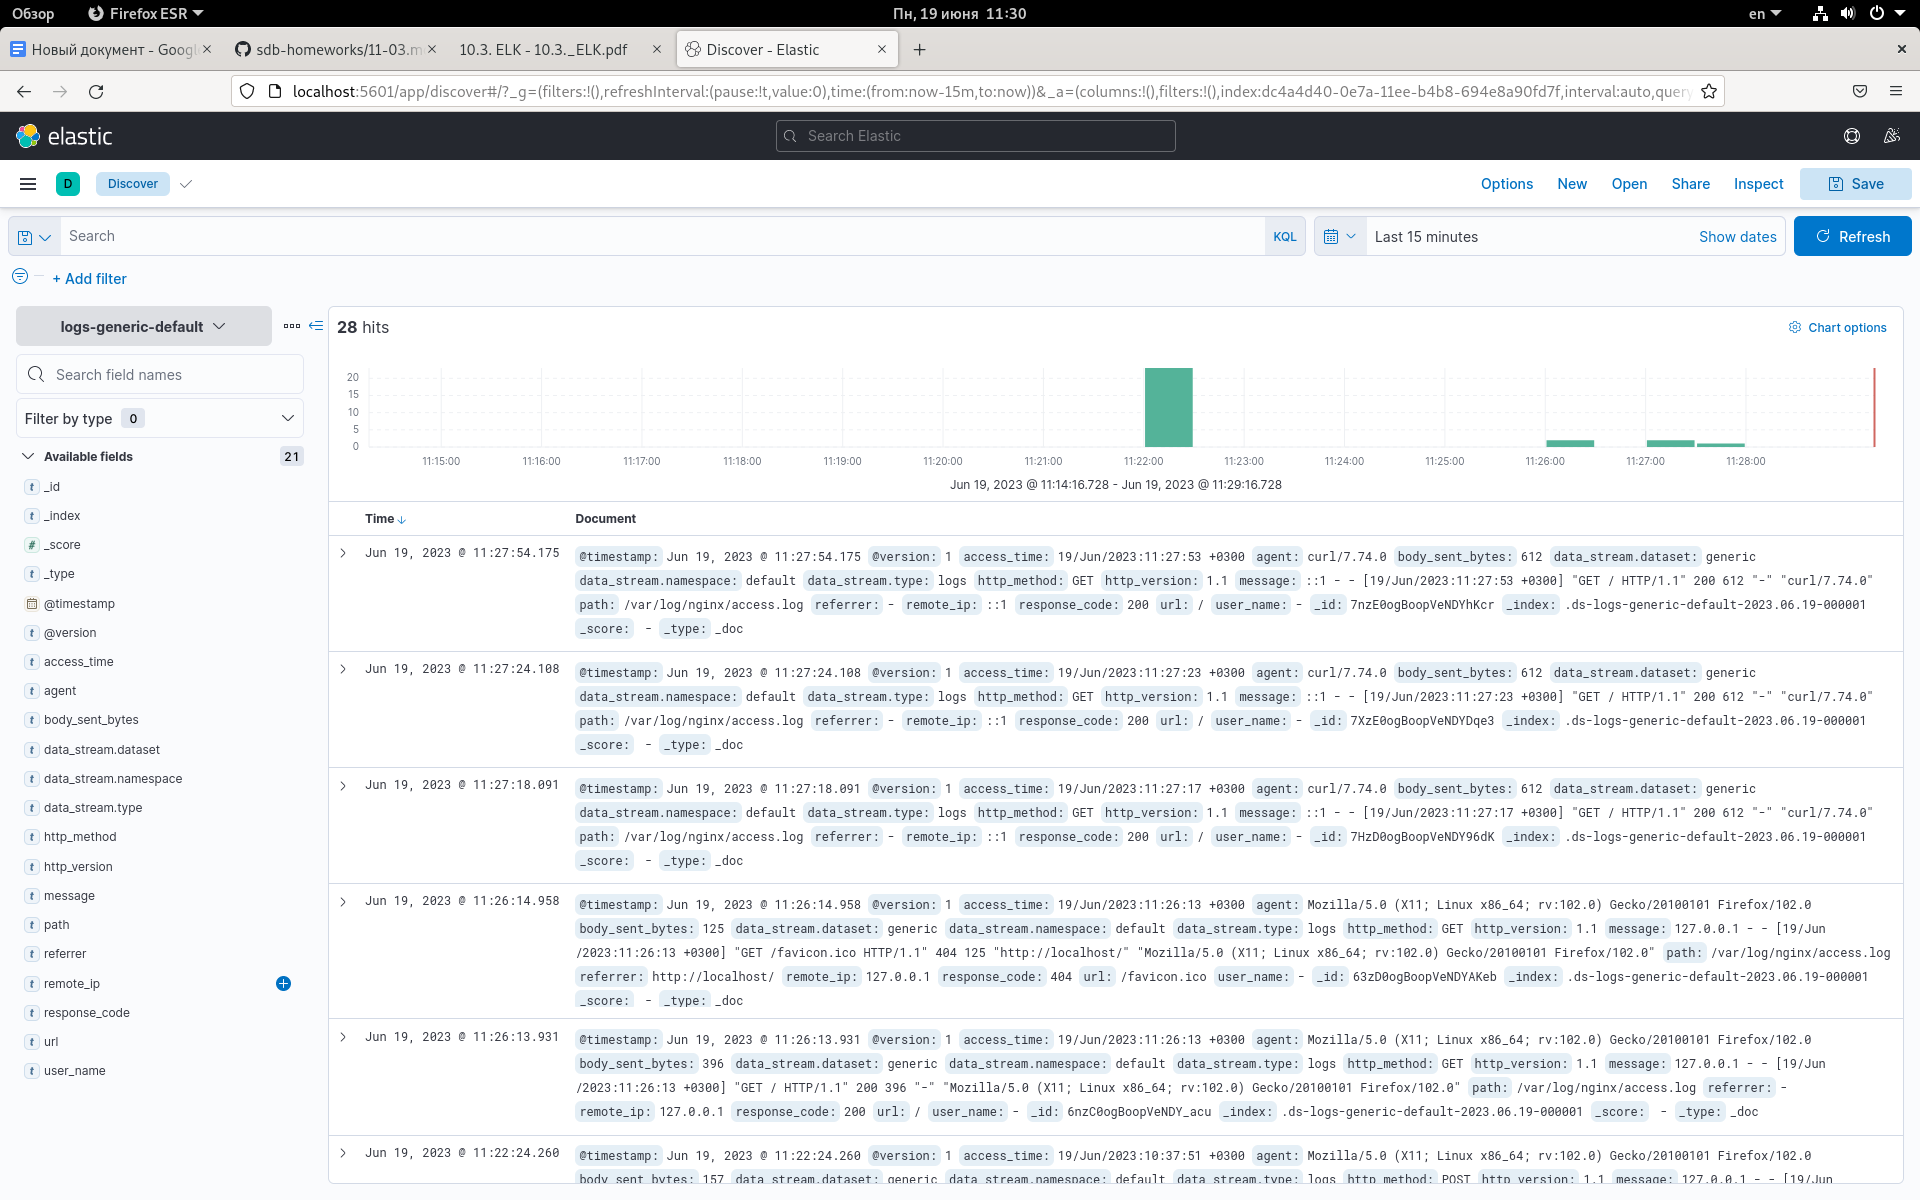 Обзор Firefox ESR Пн, 19 июня 11:30 en
Новый документ - Googl sdb-homeworks/11-03.m 10.3. ELK - 10.3._ELK.pdf Discover - Elastic
localhost:5601/app/discover#/?_g=(filters:!(),refreshInterval:(pause:!t,value:0),time:(from:now-15m,to:now))&_a=(columns:!(),filters:!(),index:dc4a4d40-0e7a-11ee-b4b8-694e8a90fd7f,interval:auto,query
elastic Search Elastic
D Discover Options New Open Share Inspect Save
Search KQL Last 15 minutes Show dates Refresh
+ Add filter
logs-generic-default
Search field names
Filter by type 0
Available fields 21
_id
_index
_score
_type
@timestamp
@version
access_time
agent
body_sent_bytes
data_stream.dataset
data_stream.namespace
data_stream.type
http_method
http_version
message
path
referrer
remote_ip
response_code
url
user_name
28 hits Chart options
20
15
10
5
0
11:15:00 11:16:00 11:17:00 11:18:00 11:19:00 11:20:00 11:21:00 11:22:00 11:23:00 11:24:00 11:25:00 11:26:00 11:27:00 11:28:00
Jun 19, 2023 @ 11:14:16.728 - Jun 19, 2023 @ 11:29:16.728
Time Document
Jun 19, 2023 @ 11:27:54.175 @timestamp: Jun 19, 2023 @ 11:27:54.175 @version: 1 access_time: 19/Jun/2023:11:27:53 +0300 agent: curl/7.74.0 body_sent_bytes: 612 data_stream.dataset: generic
data_stream.namespace: default data_stream.type: logs http_method: GET http_version: 1.1 message: ::1 - - [19/Jun/2023:11:27:53 +0300] "GET / HTTP/1.1" 200 612 "-" "curl/7.74.0"
path: /var/log/nginx/access.log referrer: - remote_ip: ::1 response_code: 200 url: / user_name: - _id: 7nzE0ogBoopVeNDYhKcr _index: .ds-logs-generic-default-2023.06.19-000001
_score: - _type: _doc
Jun 19, 2023 @ 11:27:24.108 @timestamp: Jun 19, 2023 @ 11:27:24.108 @version: 1 access_time: 19/Jun/2023:11:27:23 +0300 agent: curl/7.74.0 body_sent_bytes: 612 data_stream.dataset: generic
data_stream.namespace: default data_stream.type: logs http_method: GET http_version: 1.1 message: ::1 - - [19/Jun/2023:11:27:23 +0300] "GET / HTTP/1.1" 200 612 "-" "curl/7.74.0"
path: /var/log/nginx/access.log referrer: - remote_ip: ::1 response_code: 200 url: / user_name: - _id: 7XzE0ogBoopVeNDYDqe3 _index: .ds-logs-generic-default-2023.06.19-000001
_score: - _type: _doc
Jun 19, 2023 @ 11:27:18.091 @timestamp: Jun 19, 2023 @ 11:27:18.091 @version: 1 access_time: 19/Jun/2023:11:27:17 +0300 agent: curl/7.74.0 body_sent_bytes: 612 data_stream.dataset: generic
data_stream.namespace: default data_stream.type: logs http_method: GET http_version: 1.1 message: ::1 - - [19/Jun/2023:11:27:17 +0300] "GET / HTTP/1.1" 200 612 "-" "curl/7.74.0"
path: /var/log/nginx/access.log referrer: - remote_ip: ::1 response_code: 200 url: / user_name: - _id: 7HzD0ogBoopVeNDY96dK _index: .ds-logs-generic-default-2023.06.19-000001
_score: - _type: _doc
Jun 19, 2023 @ 11:26:14.958 @timestamp: Jun 19, 2023 @ 11:26:14.958 @version: 1 access_time: 19/Jun/2023:11:26:13 +0300 agent: Mozilla/5.0 (X11; Linux x86_64; rv:102.0) Gecko/20100101 Firefox/102.0
body_sent_bytes: 125 data_stream.dataset: generic data_stream.namespace: default data_stream.type: logs http_method: GET http_version: 1.1 message: 127.0.0.1 - - [19/Jun
/2023:11:26:13 +0300] "GET /favicon.ico HTTP/1.1" 404 125 "http://localhost/" "Mozilla/5.0 (X11; Linux x86_64; rv:102.0) Gecko/20100101 Firefox/102.0" path: /var/log/nginx/access.log
referrer: http://localhost/ remote_ip: 127.0.0.1 response_code: 404 url: /favicon.ico user_name: - _id: 63zD0ogBoopVeNDYAKeb _index: .ds-logs-generic-default-2023.06.19-000001
_score: - _type: _doc
Jun 19, 2023 @ 11:26:13.931 @timestamp: Jun 19, 2023 @ 11:26:13.931 @version: 1 access_time: 19/Jun/2023:11:26:13 +0300 agent: Mozilla/5.0 (X11; Linux x86_64; rv:102.0) Gecko/20100101 Firefox/102.0
body_sent_bytes: 396 data_stream.dataset: generic data_stream.namespace: default data_stream.type: logs http_method: GET http_version: 1.1 message: 127.0.0.1 - - [19/Jun
/2023:11:26:13 +0300] "GET / HTTP/1.1" 200 396 "-" "Mozilla/5.0 (X11; Linux x86_64; rv:102.0) Gecko/20100101 Firefox/102.0" path: /var/log/nginx/access.log referrer: -
remote_ip: 127.0.0.1 response_code: 200 url: / user_name: - _id: 6nzC0ogBoopVeNDY_acu _index: .ds-logs-generic-default-2023.06.19-000001 _score: - _type: _doc
Jun 19, 2023 @ 11:22:24.260 @timestamp: Jun 19, 2023 @ 11:22:24.260 @version: 1 access_time: 19/Jun/2023:10:37:51 +0300 agent: Mozilla/5.0 (X11; Linux x86_64; rv:102.0) Gecko/20100101 Firefox/102.0
body_sent_bytes: 157 data_stream.dataset: generic data_stream.namespace: default data_stream.type: logs http_method: POST http_version: 1.1 message: 127.0.0.1 - - [19/Jun